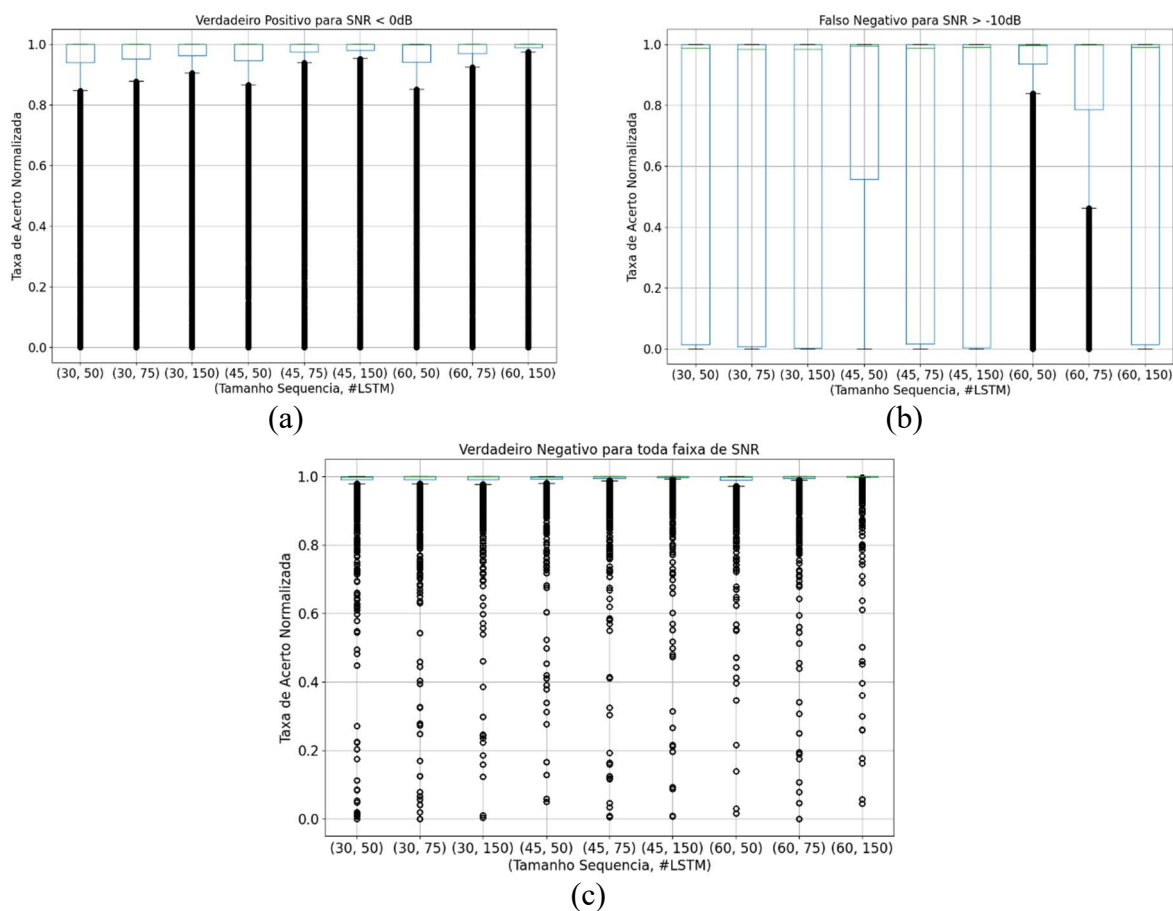 Verdadeiro Positivo para SNR < 0dB
Taxa de Acerto Normalizada
1.0
0.8
0.6
0.4
0.2
0.0
(30, 50) (30, 75) (30, 150) (45, 50) (45, 75) (45, 150) (60, 50) (60, 75) (60, 150)
(Tamanho Sequencia, #LSTM)
(a)
Falso Negativo para SNR > -10dB
Taxa de Acerto Normalizada
1.0
0.8
0.6
0.4
0.2
0.0
(30, 50) (30, 75) (30, 150) (45, 50) (45, 75) (45, 150) (60, 50) (60, 75) (60, 150)
(Tamanho Sequencia, #LSTM)
(b)
Verdadeiro Negativo para toda faixa de SNR
Taxa de Acerto Normalizada
1.0
0.8
0.6
0.4
0.2
0.0
(30, 50) (30, 75) (30, 150) (45, 50) (45, 75) (45, 150) (60, 50) (60, 75) (60, 150)
(Tamanho Sequencia, #LSTM)
(c)